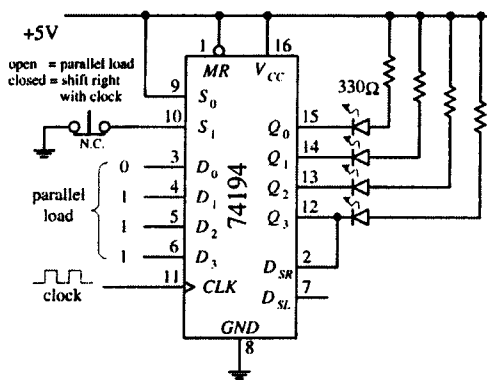 +5V
1
16
MR
V_CC
open = parallel load
closed = shift right
with clock
9
S_0
330Ω
15
Q_0
10
S_1
N.C.
14
Q_1
0
3
D_0
13
Q_2
1
4
D_1
12
Q_3
parallel
load
1
5
D_2
74194
1
6
D_3
2
D_SR
11
CLK
7
D_SL
clock
GND
8